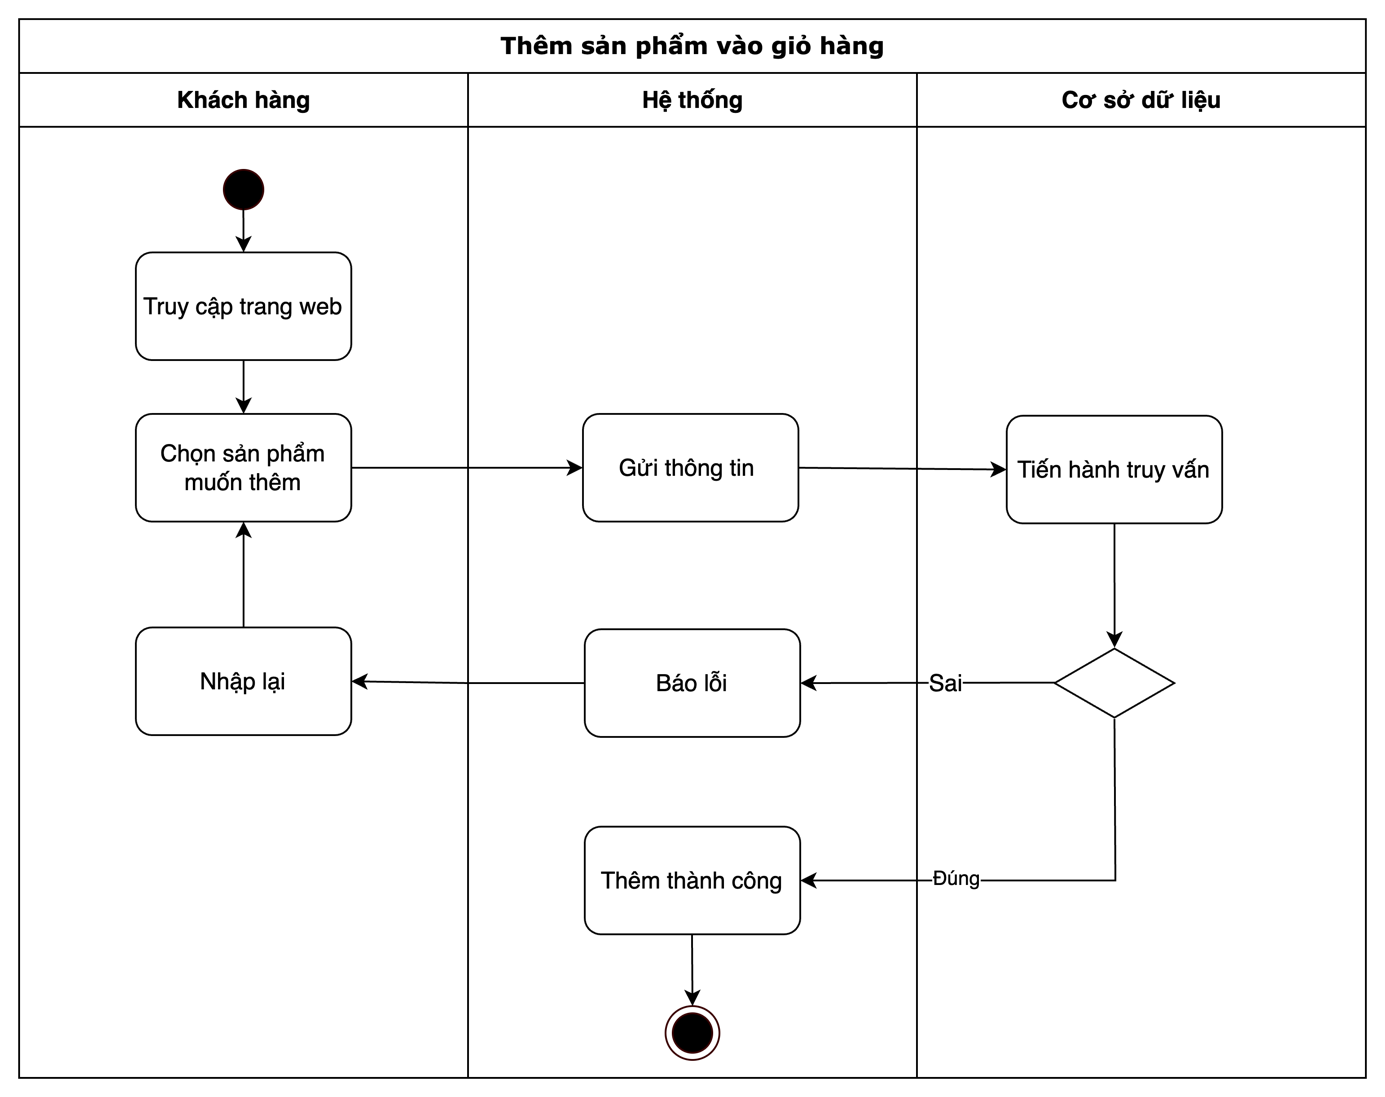 Thêm sản phẩm vào giỏ hàng
Khách hàng
Hệ thống
Cơ sở dữ liệu
Truy cập trang web
Chọn sản phẩm
muốn thêm
Gửi thông tin
Tiến hành truy vấn
Nhập lại
Báo lỗi
Sai
Thêm thành công
Đúng